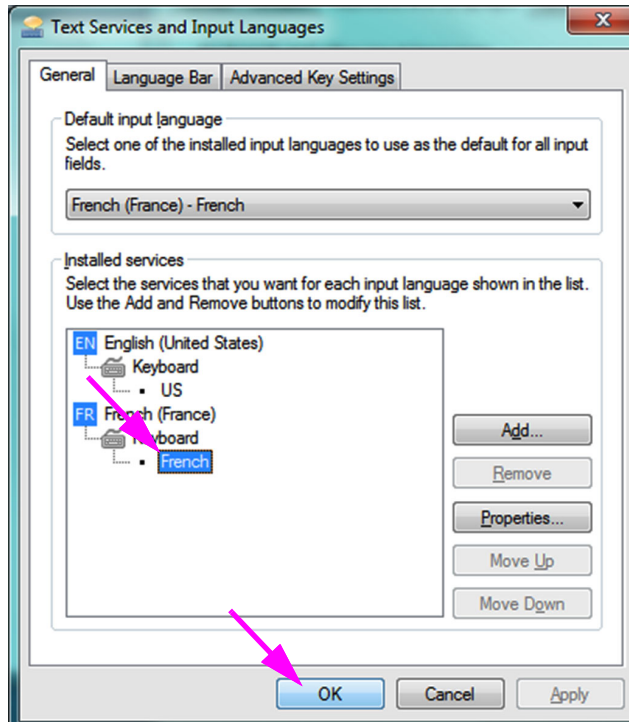 Text Services and Input Languages
General Language Bar Advanced Key Settings
Default input language
Select one of the installed input languages to use as the default for all input
fields.
French (France) - French
Installed services
Select the services that you want for each input language shown in the list.
Use the Add and Remove buttons to modify this list.
EN English (United States)
Keyboard
US
FR French (France)
Keyboard
French
Add...
Remove
Properties...
Move Up
Move Down
OK Cancel Apply